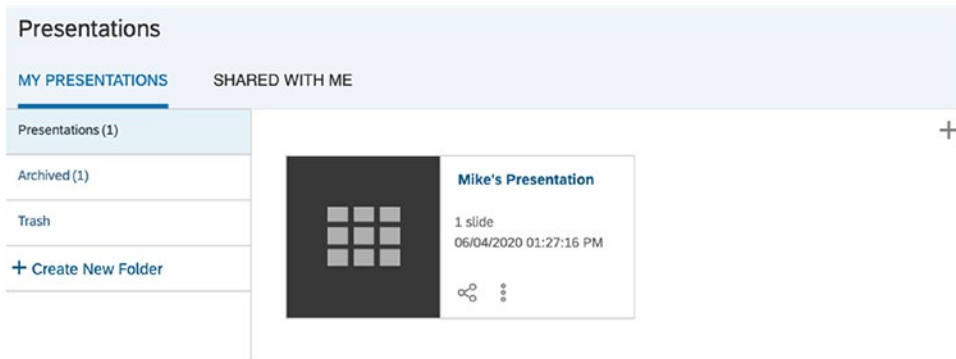 Presentations
MY PRESENTATIONS SHARED WITH ME
Presentations (1)
Archived (1)
Trash
+ Create New Folder
+
Mike's Presentation
1 slide
06/04/2020 01:27:16 PM